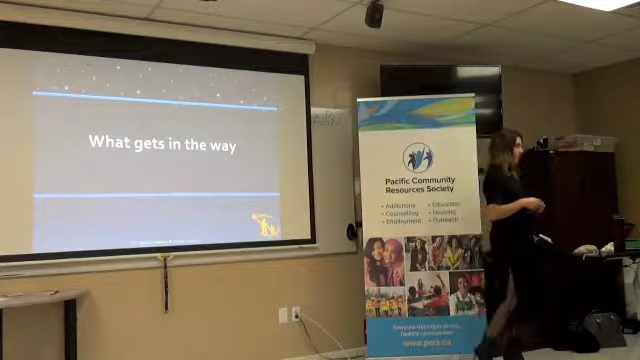 What gets in the way
Pacific Community
Resources Society
• Addictions
• Counselling
• Employment
• Education
• Housing
• Outreach
www.pcrs.ca